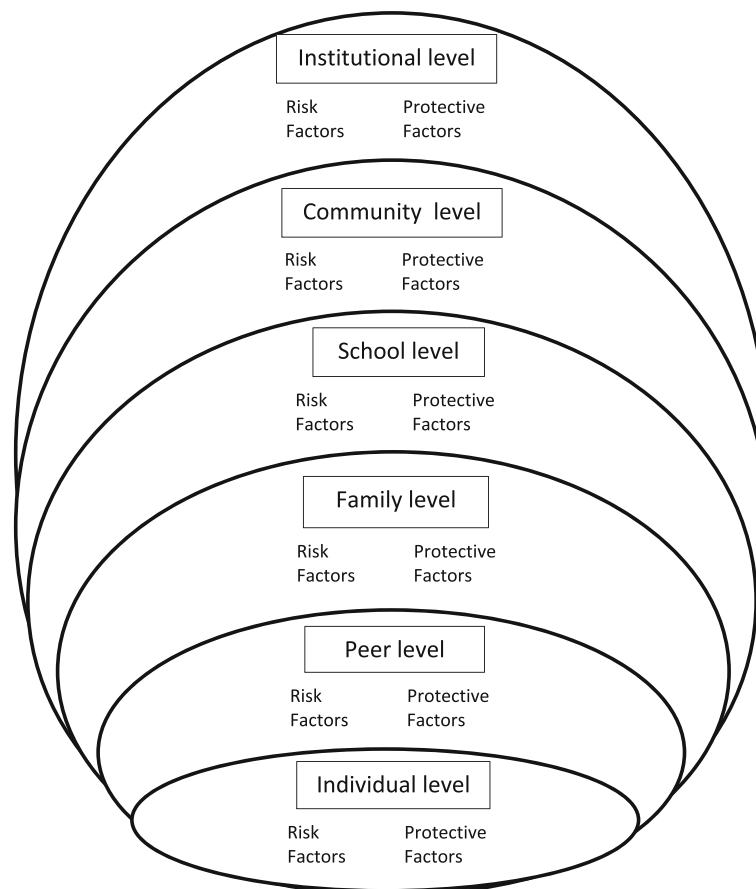 Institutional level
Risk Protective
Factors Factors
Community level
Risk Protective
Factors Factors
School level
Risk Protective
Factors Factors
Family level
Risk Protective
Factors Factors
Peer level
Risk Protective
Factors Factors
Individual level
Risk Protective
Factors Factors